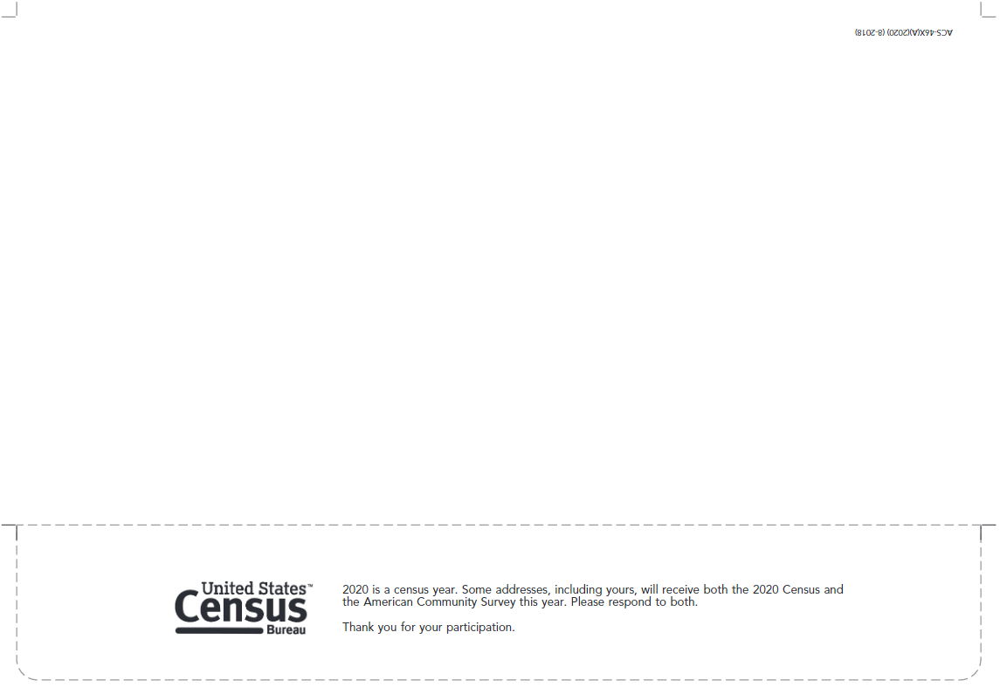 ACS-46X(A)(2020) (8-2018)
United States™
Census
Bureau
2020 is a census year. Some addresses, including yours, will receive both the 2020 Census and
the American Community Survey this year. Please respond to both.
Thank you for your participation.